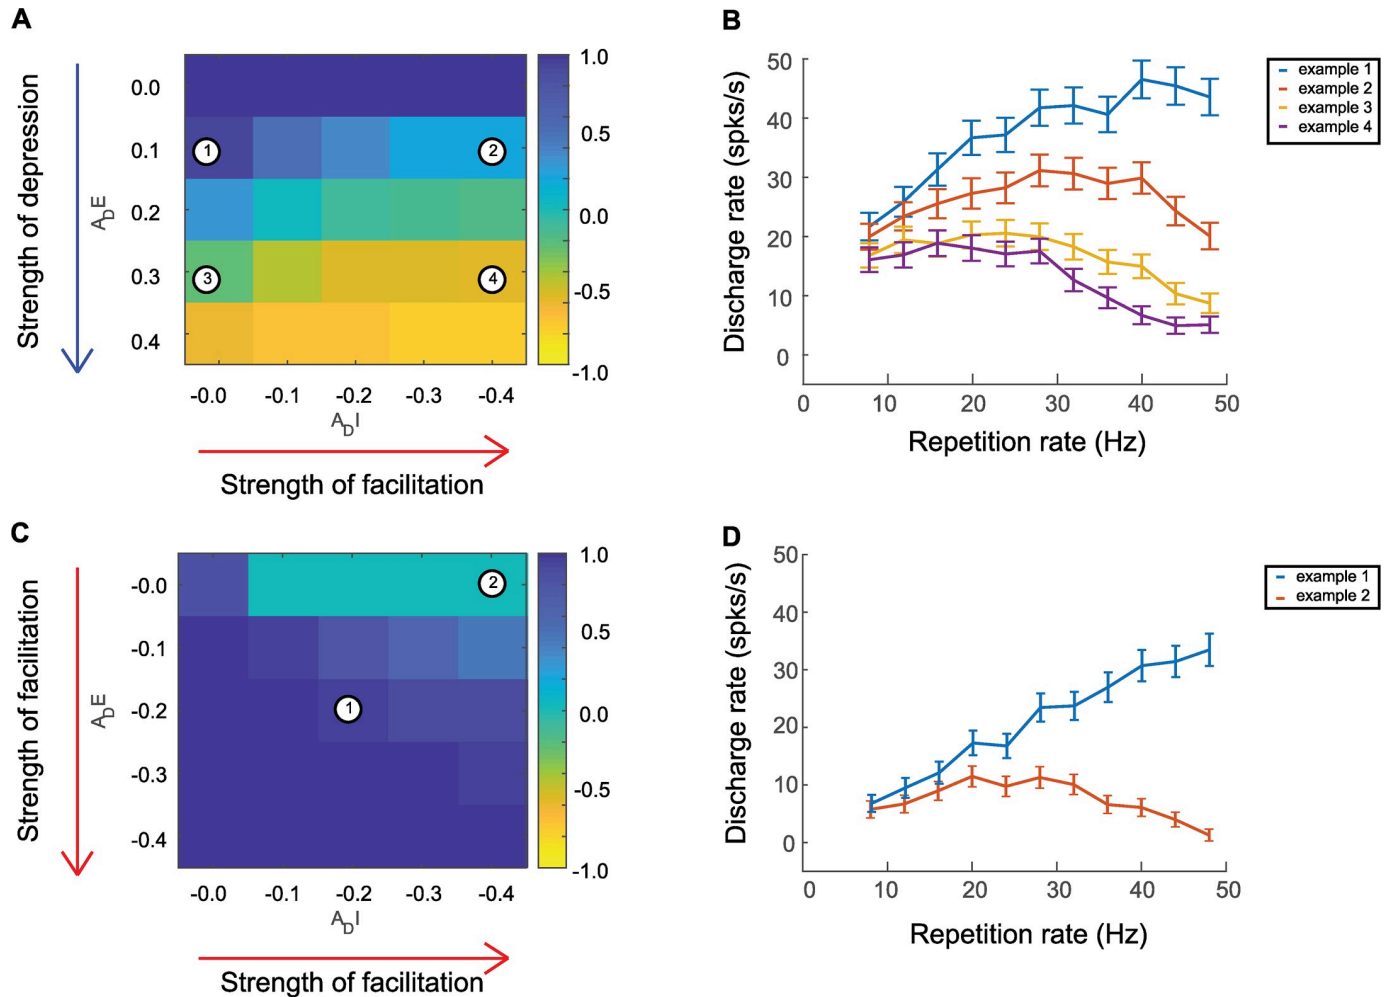 A
Strength of depression
A_D E
0.0
0.1
0.2
0.3
0.4
1
2
3
4
-0.0 -0.1 -0.2 -0.3 -0.4
A_D I
Strength of facilitation
1.0
0.5
0.0
-0.5
-1.0
B
Discharge rate (spks/s)
50
40
30
20
10
0
0 10 20 30 40 50
Repetition rate (Hz)
example 1
example 2
example 3
example 4
C
Strength of facilitation
A_D E
-0.0
-0.1
-0.2
-0.3
-0.4
2
1
-0.0 -0.1 -0.2 -0.3 -0.4
A_D I
Strength of facilitation
1.0
0.5
0.0
-0.5
-1.0
D
Discharge rate (spks/s)
50
40
30
20
10
0
0 10 20 30 40 50
Repetition rate (Hz)
example 1
example 2